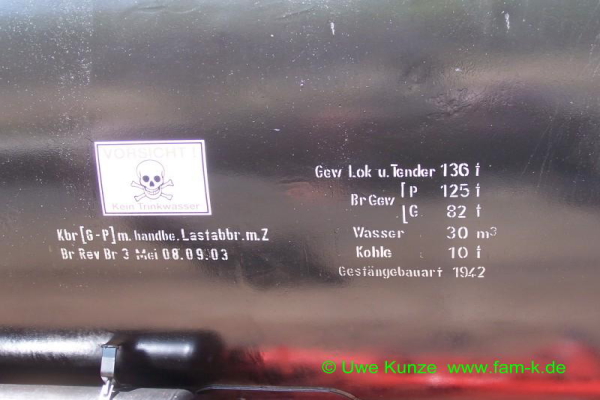 VORSICHT !
Kein Trinkwasser
Kbr [G-P] m. handbe. Lastabbr. m. Z
Br Rev Br 3 Mei 08.09.03
Gew Lok u. Tender 136 t
Br Gew [P 125 t
[G 82 t
Wasser 30 m³
Kohle 10 t
Gestängebauart 1942
© Uwe Kunze www.fam-k.de